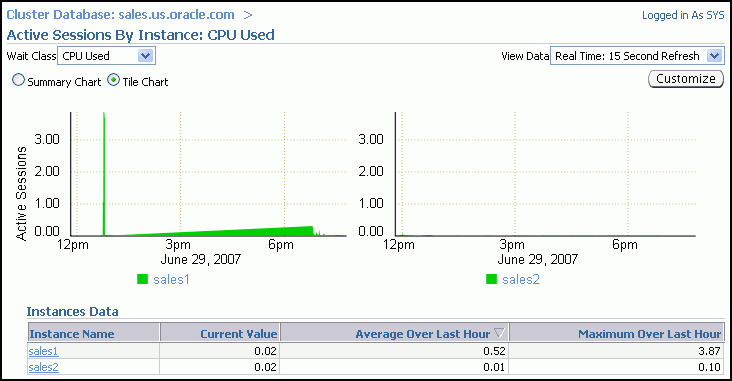 Cluster Database: sales.us.oracle.com >
Logged in As SYS
Active Sessions By Instance: CPU Used
Wait Class CPU Used
View Data Real Time: 15 Second Refresh
Summary Chart Tile Chart
Customize
Active Sessions
3.00
2.00
1.00
0.00
12pm 3pm 6pm
June 29, 2007
sales1
3.00
2.00
1.00
0.00
12pm 3pm 6pm
June 29, 2007
sales2
Instances Data
Instance Name Current Value Average Over Last Hour Maximum Over Last Hour
sales1 0.02 0.52 3.87
sales2 0.02 0.01 0.10